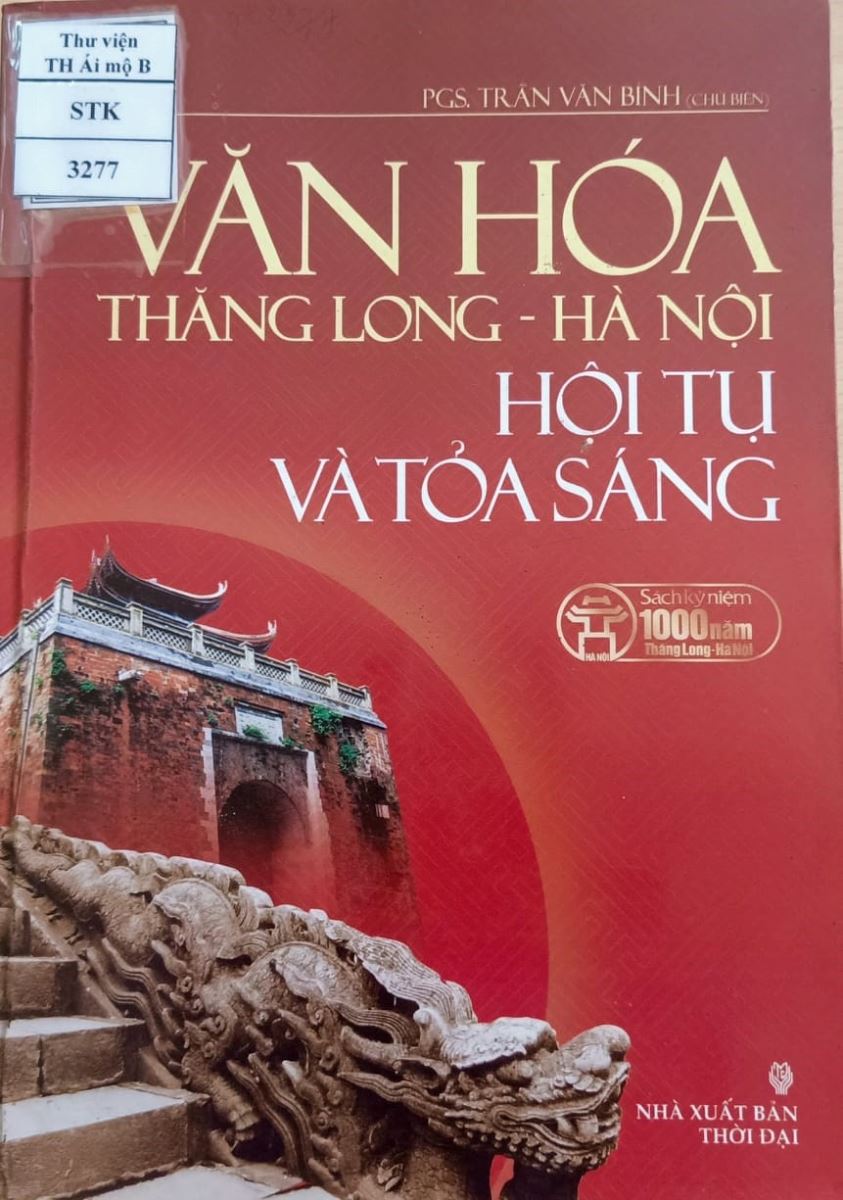 Thư viện
TH Ái mộ B
STK
3277
PGS. TRẦN VĂN BÍNH (CHỦ BIÊN)
VĂN HÓA
THĂNG LONG - HÀ NỘI
HỘI TỤ
VÀ TỎA SÁNG
Sách kỷ niệm
1000 năm
Thăng Long - Hà Nội
HÀ NỘI
NHÀ XUẤT BẢN
THỜI ĐẠI